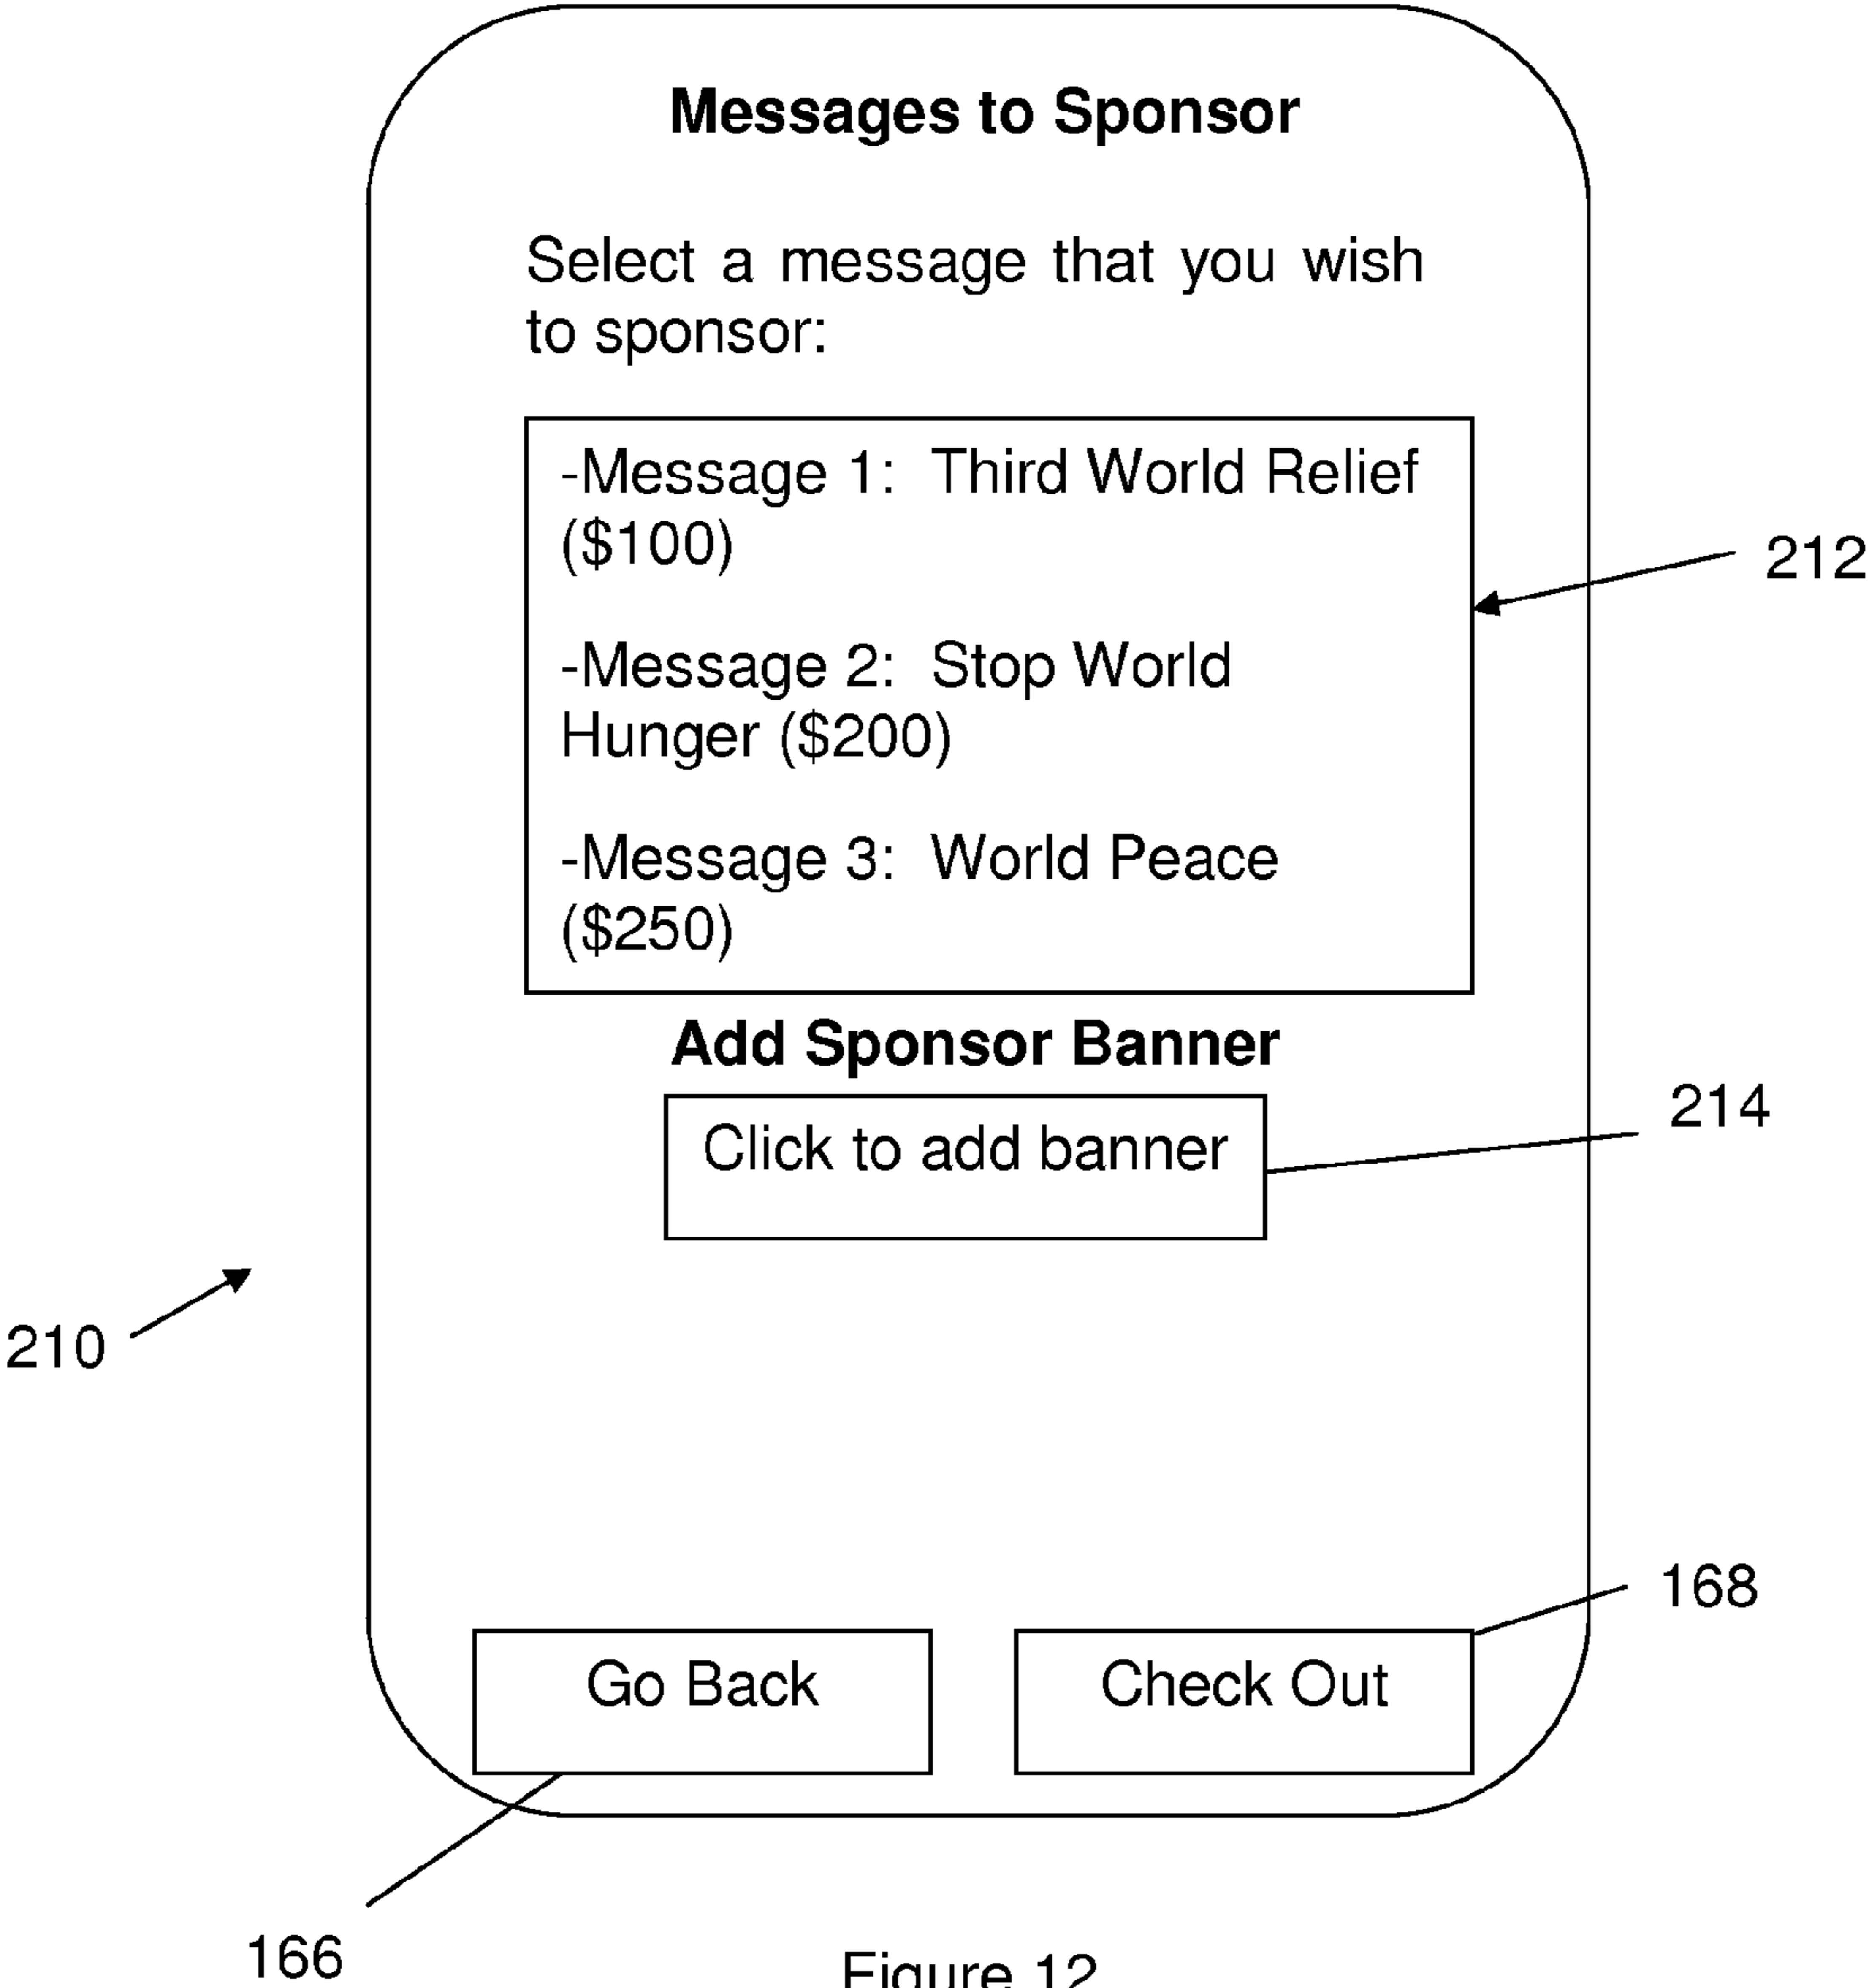 Messages to Sponsor
Select a message that you wish
to sponsor:
-Message 1: Third World Relief
($100)
212
-Message 2: Stop World
Hunger ($200)
-Message 3: World Peace
($250)
Add Sponsor Banner
214
Click to add banner
210
168
Go Back
Check Out
166
Figure 12